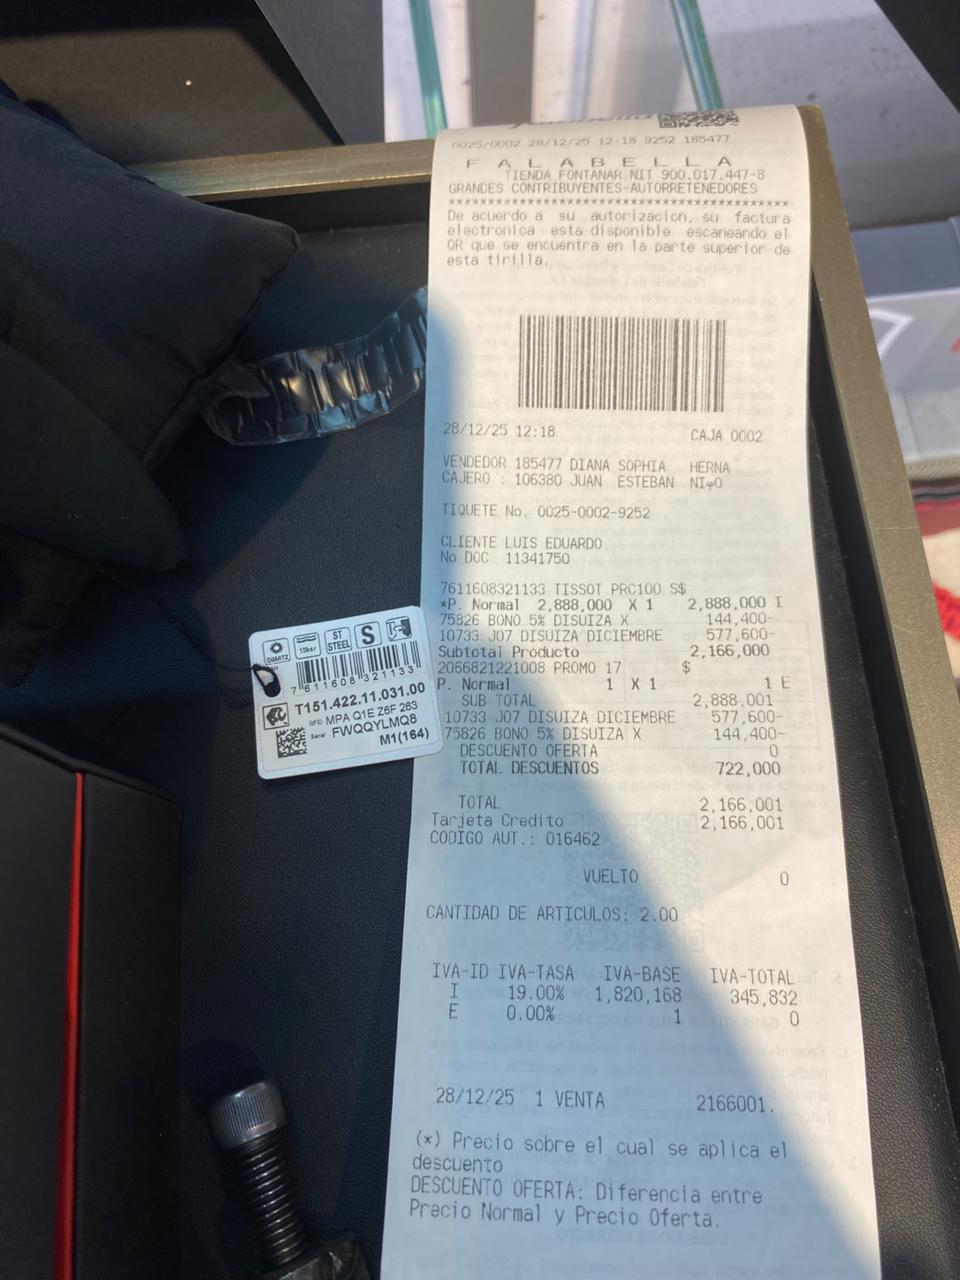 0025/0002 28/12/25 12:18 9252 185477
F A L A B E L L A
TIENDA FONTANAR NIT 900.017.447-8
GRANDES CONTRIBUYENTES-AUTORRETENEDORES
******************************************
De acuerdo a su autorizacion, su factura
electronica esta disponible escaneando el
QR que se encuentra en la parte superior de
esta tirilla.
28/12/25 12:18 CAJA 0002
VENDEDOR 185477 DIANA SOPHIA HERNA
CAJERO : 106380 JUAN ESTEBAN NI┬O
TIQUETE No. 0025-0002-9252
CLIENTE LUIS EDUARDO
No DOC 11341750
7611608321133 TISSOT PRC100 S$
*P. Normal 2,888,000 X 1 2,888,000 I
75826 BONO 5% DISUIZA X 144,400-
10733 J07 DISUIZA DICIEMBRE 577,600-
Subtotal Producto 2,166,000
2066821221008 PROMO 17 $
P. Normal 1 X 1 1 E
SUB TOTAL 2,888,001
10733 J07 DISUIZA DICIEMBRE 577,600-
75826 BONO 5% DISUIZA X 144,400-
DESCUENTO OFERTA 0
TOTAL DESCUENTOS 722,000
TOTAL 2,166,001
Tarjeta Credito 2,166,001
CODIGO AUT.: 016462
VUELTO 0
CANTIDAD DE ARTICULOS: 2.00
IVA-ID IVA-TASA IVA-BASE IVA-TOTAL
I 19.00% 1,820,168 345,832
E 0.00% 1 0
28/12/25 1 VENTA 2166001.
(*) Precio sobre el cual se aplica el
descuento
DESCUENTO OFERTA: Diferencia entre
Precio Normal y Precio Oferta.
QUARTZ 10bar ST STEEL S
7 611608 321133
T151.422.11.031.00
RFID MPA Q1E Z6F 263
Serial FWQQYLMQ8
M1(164)